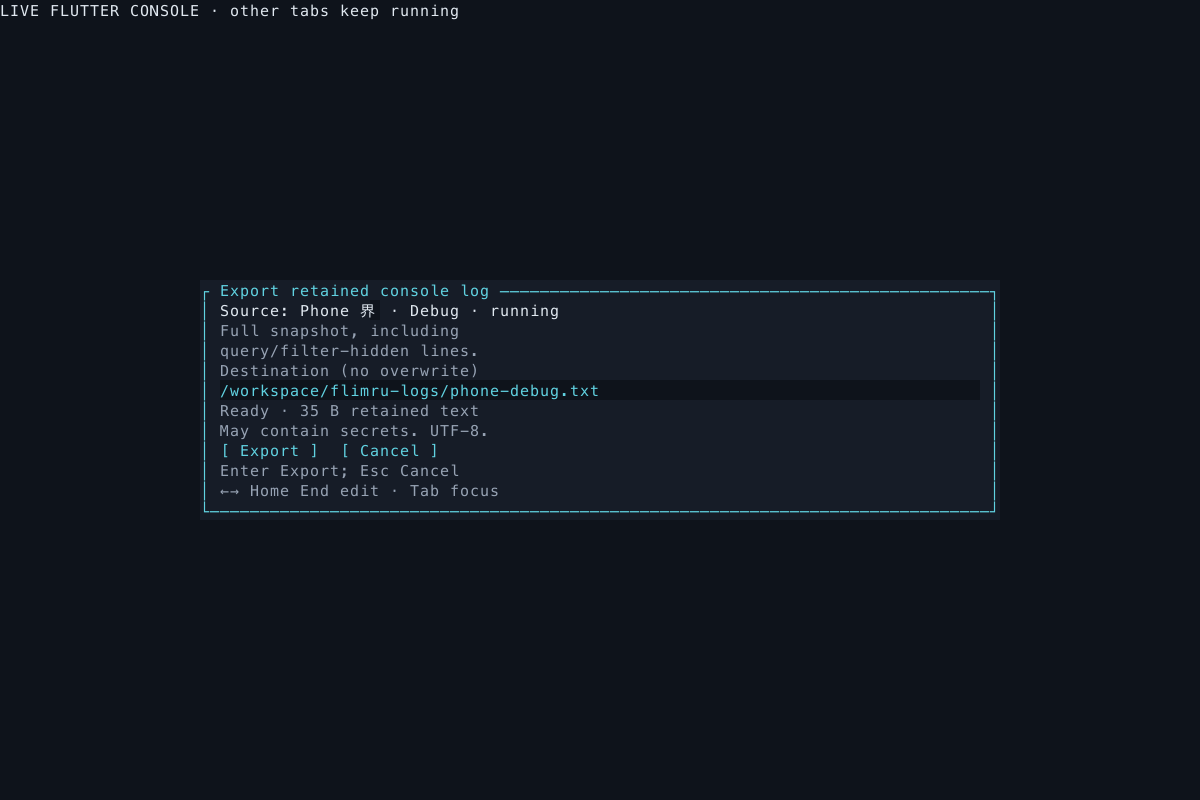 LIVE FLUTTER CONSOLE · other tabs keep running
Export retained console log
Source: Phone 界 · Debug · running
Full snapshot, including
query/filter-hidden lines.
Destination (no overwrite)
/workspace/flimru-logs/phone-debug.txt
Ready · 35 B retained text
May contain secrets. UTF-8.
[ Export ]  [ Cancel ]
Enter Export; Esc Cancel
←→ Home End edit · Tab focus